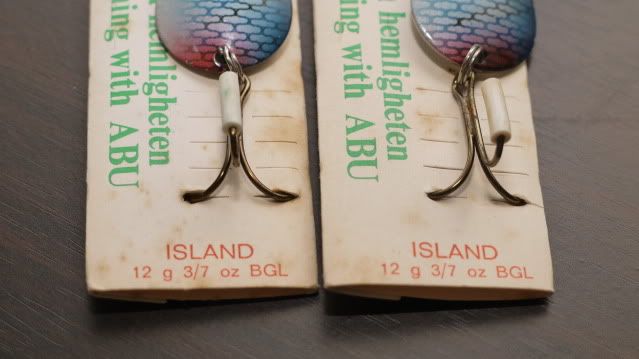 hemligheten
ing with ABU
ISLAND
12 g 3/7 oz BGL
hemligheten
ing with ABU
ISLAND
12 g 3/7 oz BGL